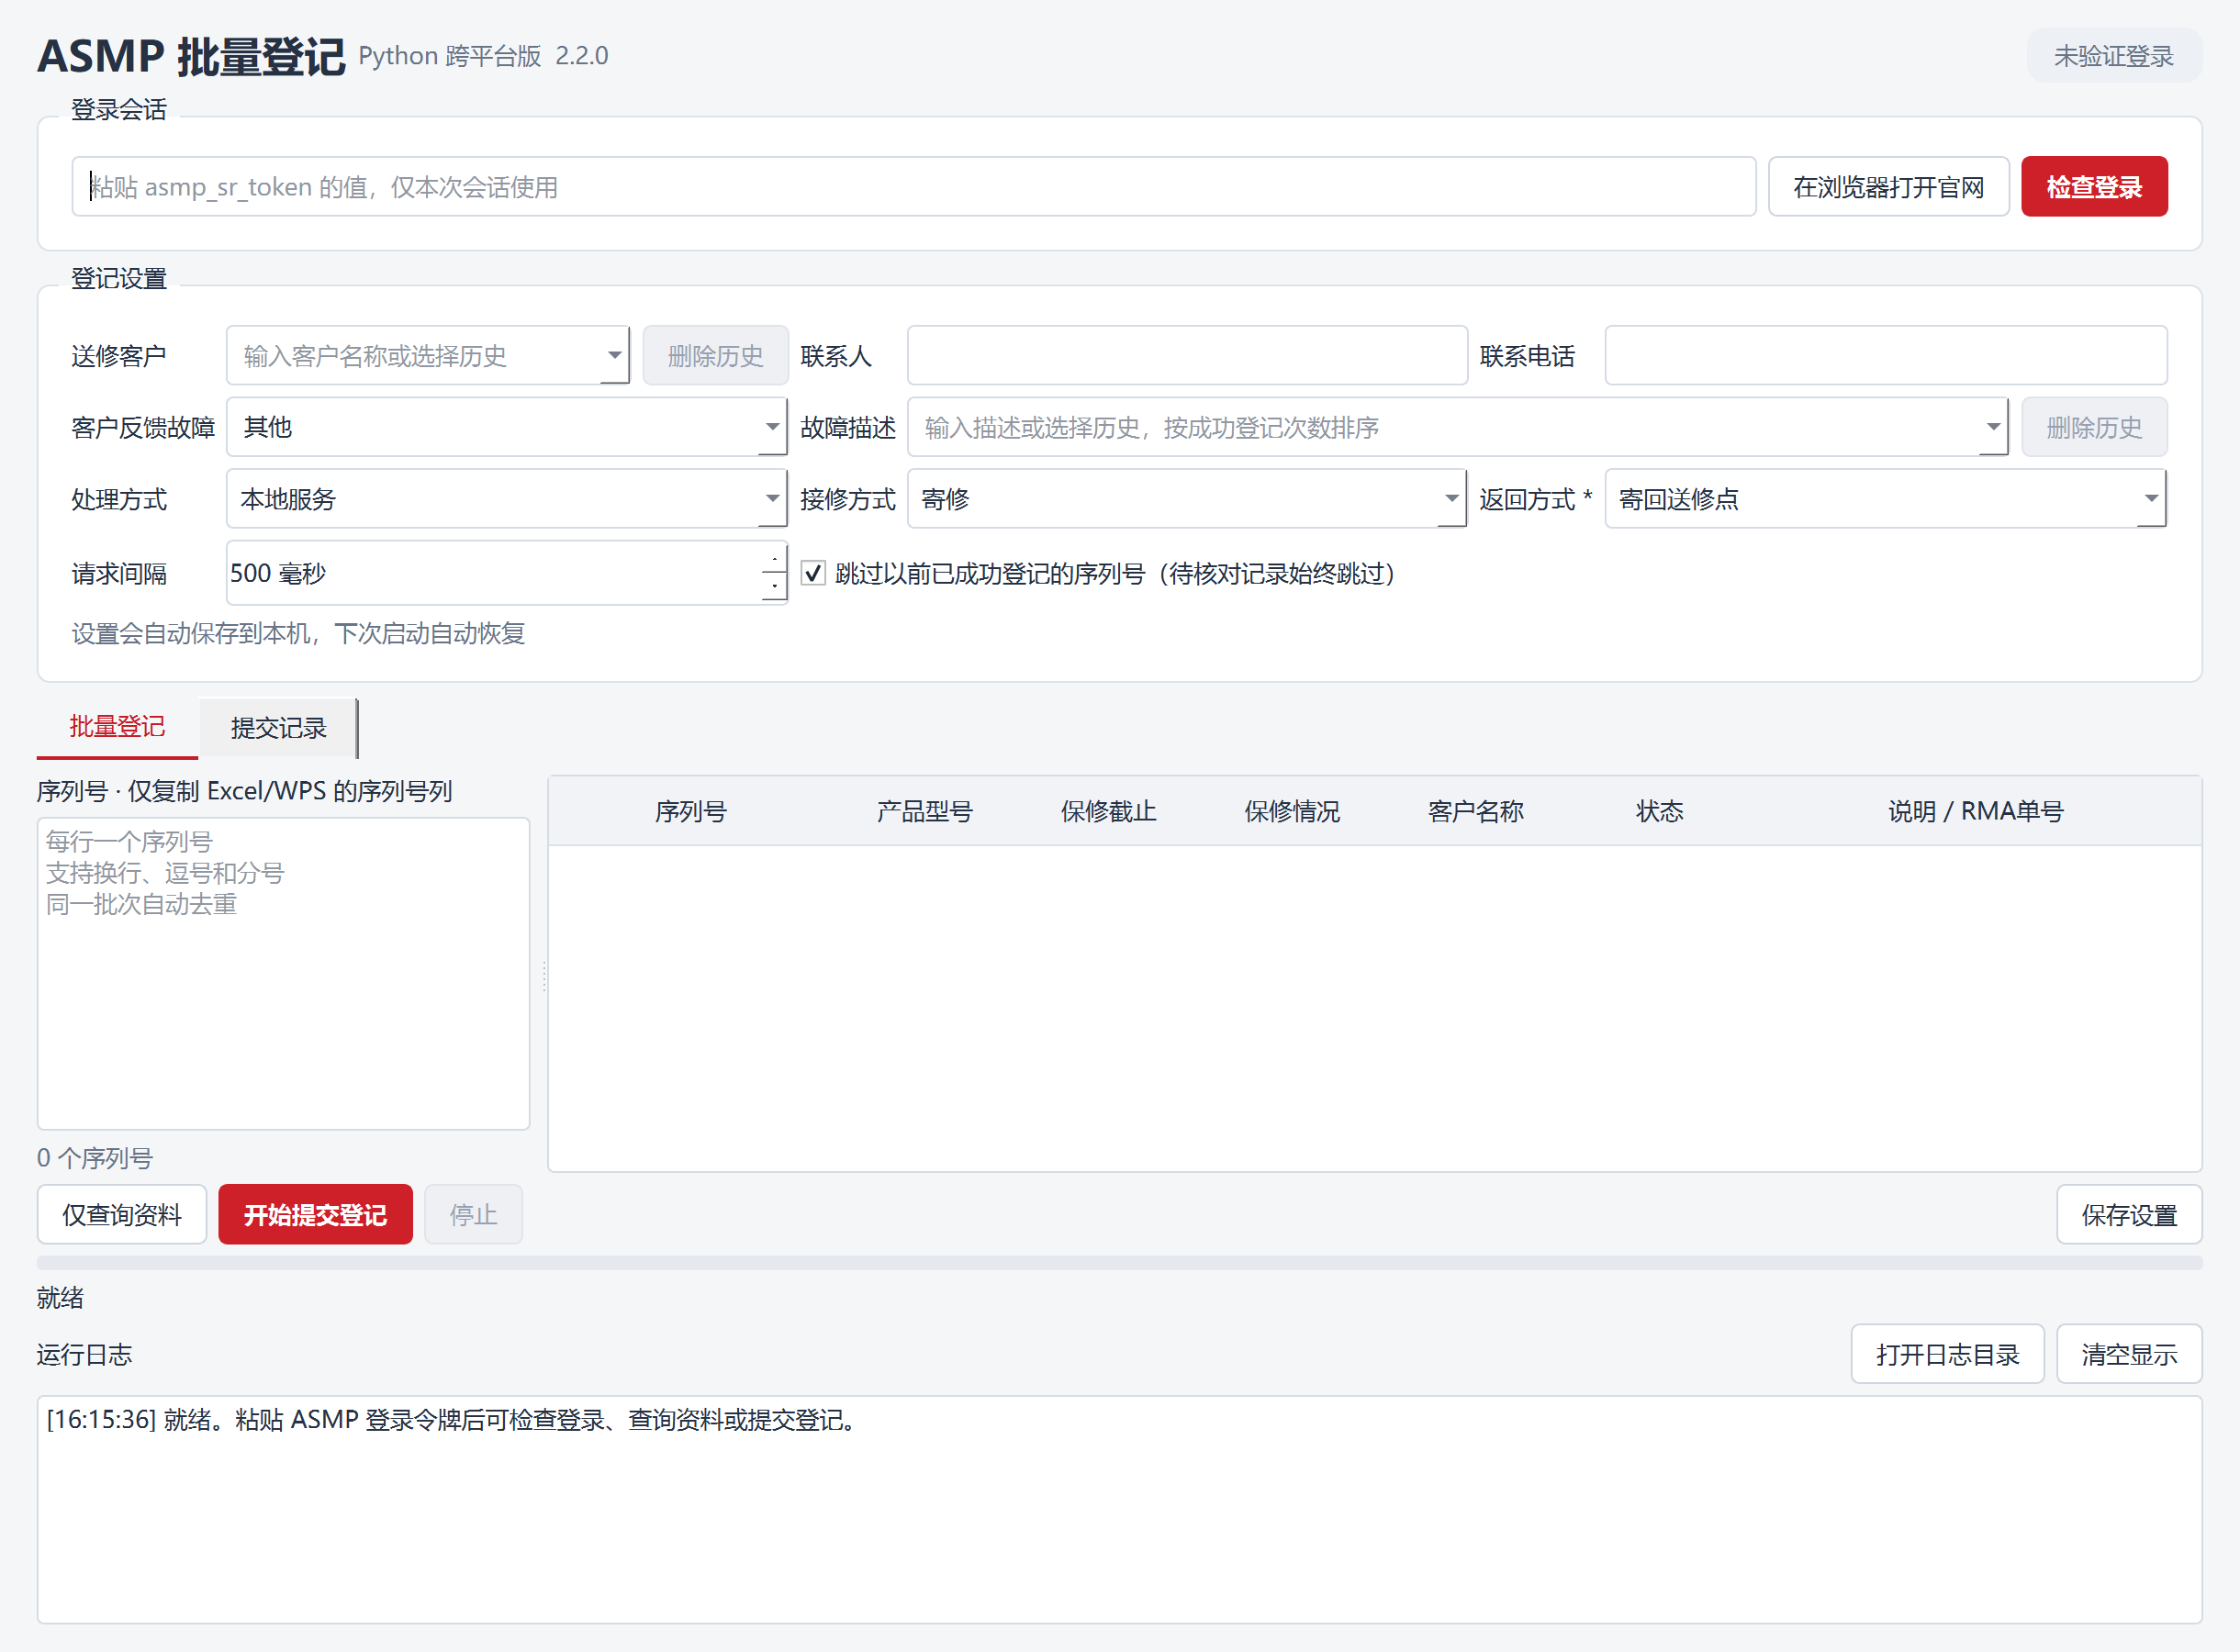 ASMP 批量登记 Python 跨平台版 2.2.0
未验证登录
登录会话
粘贴 asmp_sr_token 的值，仅本次会话使用
在浏览器打开官网
检查登录
登记设置
送修客户 输入客户名称或选择历史 删除历史 联系人 联系电话
客户反馈故障 其他 故障描述 输入描述或选择历史，按成功登记次数排序 删除历史
处理方式 本地服务 接修方式 寄修 返回方式 * 寄回送修点
请求间隔 500 毫秒 跳过以前已成功登记的序列号（待核对记录始终跳过）
设置会自动保存到本机，下次启动自动恢复
批量登记 提交记录
序列号 · 仅复制 Excel/WPS 的序列号列
每行一个序列号
支持换行、逗号和分号
同一批次自动去重
序列号 产品型号 保修截止 保修情况 客户名称 状态 说明 / RMA单号
0 个序列号
仅查询资料 开始提交登记 停止 保存设置
就绪
运行日志 打开日志目录 清空显示
[16:15:36] 就绪。粘贴 ASMP 登录令牌后可检查登录、查询资料或提交登记。